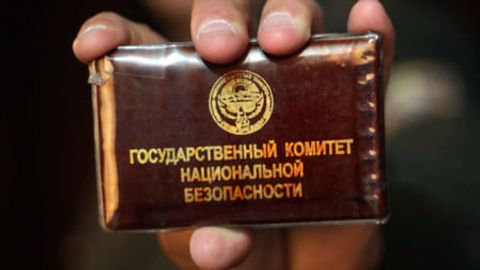 ГОСУДАРСТВЕННЫЙ КОМИТЕТ
НАЦИОНАЛЬНОЙ
БЕЗОПАСНОСТИ